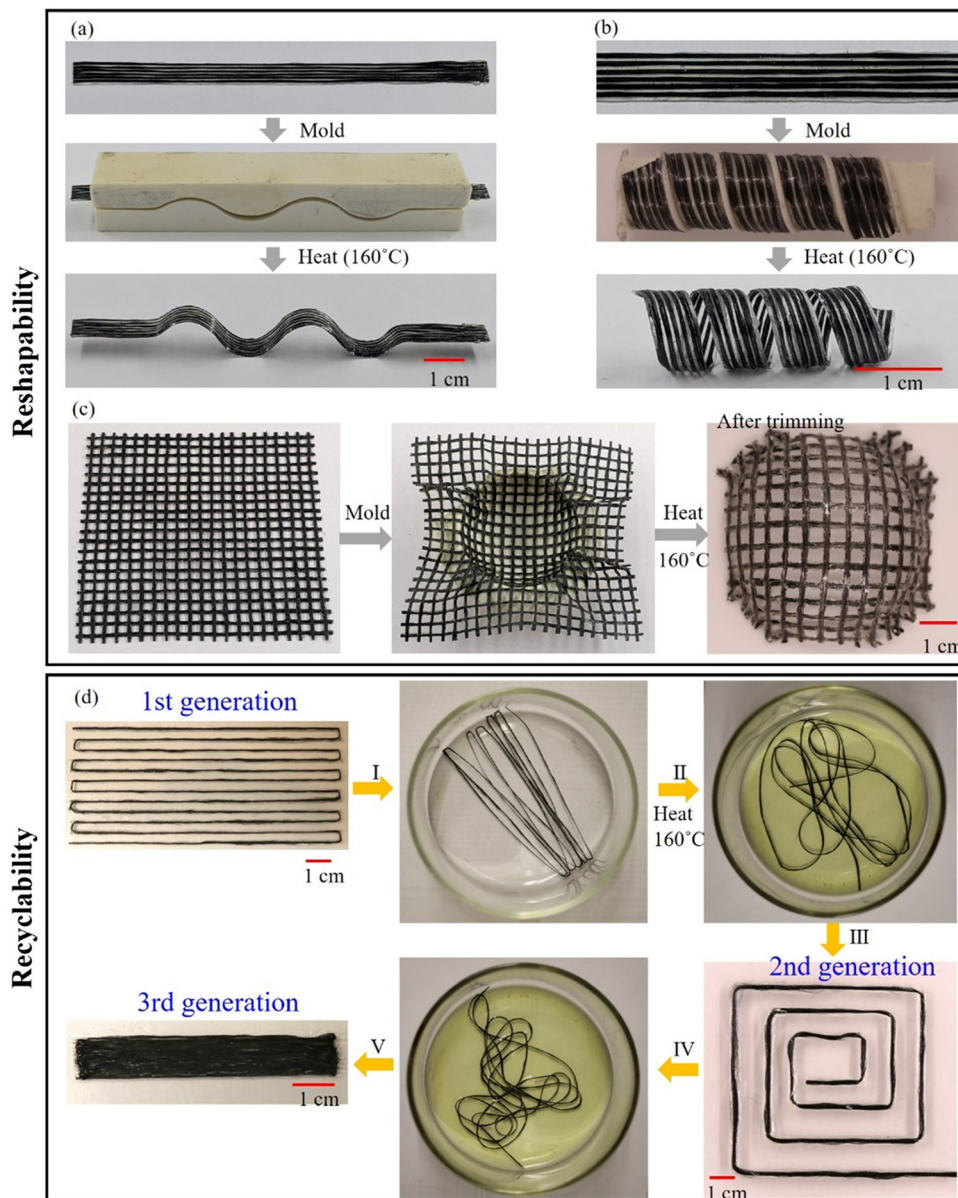 Reshapability
(a)
Mold
Heat (160˚C)
1 cm
(b)
Mold
Heat (160˚C)
1 cm
(c)
Mold
Heat
160˚C
After trimming
1 cm
Recyclability
(d)
1st generation
1 cm
I
II
Heat
160˚C
III
2nd generation
1 cm
IV
V
3rd generation
1 cm